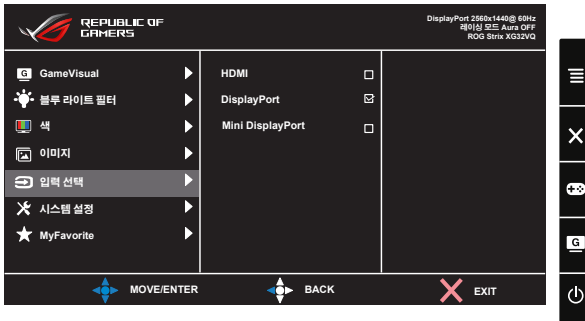 REPUBLIC OF
GAMERS
DisplayPort 2560x1440@ 60Hz
레이싱 모드 Aura OFF
ROG Strix XG32VQ
G GameVisual
블루 라이트 필터
색
이미지
입력 선택
시스템 설정
MyFavorite
HDMI
DisplayPort
Mini DisplayPort
MOVE/ENTER
BACK
EXIT
G